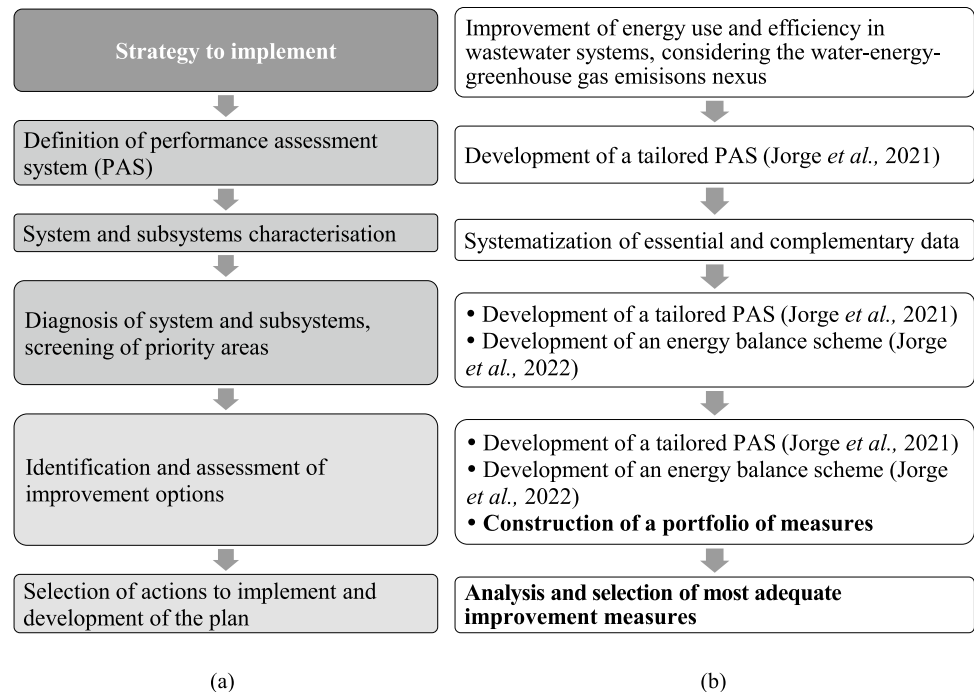 Strategy to implement
Definition of performance assessment
system (PAS)
System and subsystems characterisation
Diagnosis of system and subsystems,
screening of priority areas
Identification and assessment of
improvement options
Selection of actions to implement and
development of the plan
(a)
Improvement of energy use and efficiency in
wastewater systems, considering the water-energy-
greenhouse gas emisisons nexus
Development of a tailored PAS (Jorge et al., 2021)
Systematization of essential and complementary data
• Development of a tailored PAS (Jorge et al., 2021)
• Development of an energy balance scheme (Jorge
et al., 2022)
• Development of a tailored PAS (Jorge et al., 2021)
• Development of an energy balance scheme (Jorge
et al., 2022)
• Construction of a portfolio of measures
Analysis and selection of most adequate
improvement measures
(b)